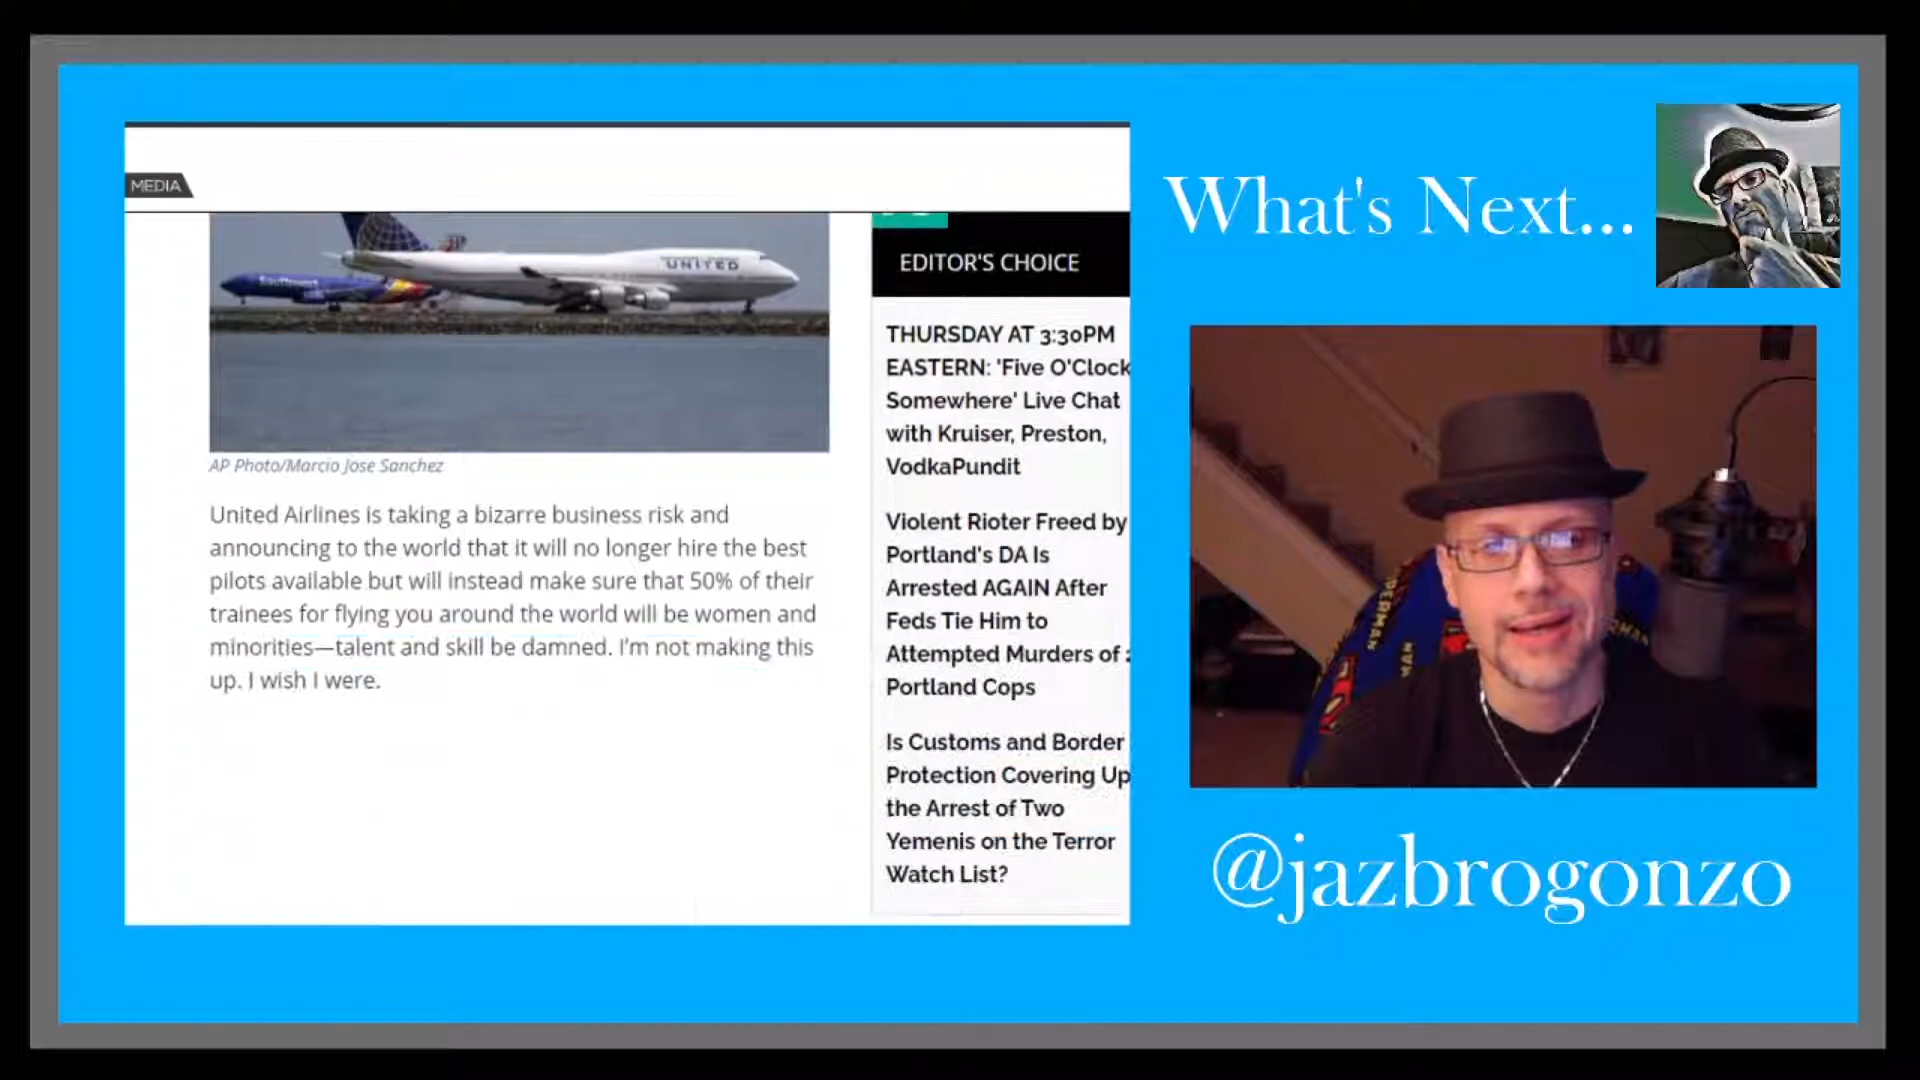 MEDIA
UNITED
Southwest
AP Photo/Marcio Jose Sanchez
United Airlines is taking a bizarre business risk and
announcing to the world that it will no longer hire the best
pilots available but will instead make sure that 50% of their
trainees for flying you around the world will be women and
minorities—talent and skill be damned. I'm not making this
up. I wish I were.
EDITOR'S CHOICE
THURSDAY AT 3:30PM
EASTERN: 'Five O'Clock
Somewhere' Live Chat
with Kruiser, Preston,
VodkaPundit
Violent Rioter Freed by
Portland's DA Is
Arrested AGAIN After
Feds Tie Him to
Attempted Murders of
Portland Cops
Is Customs and Border
Protection Covering Up
the Arrest of Two
Yemenis on the Terror
Watch List?
What's Next...
@jazbrogonzo